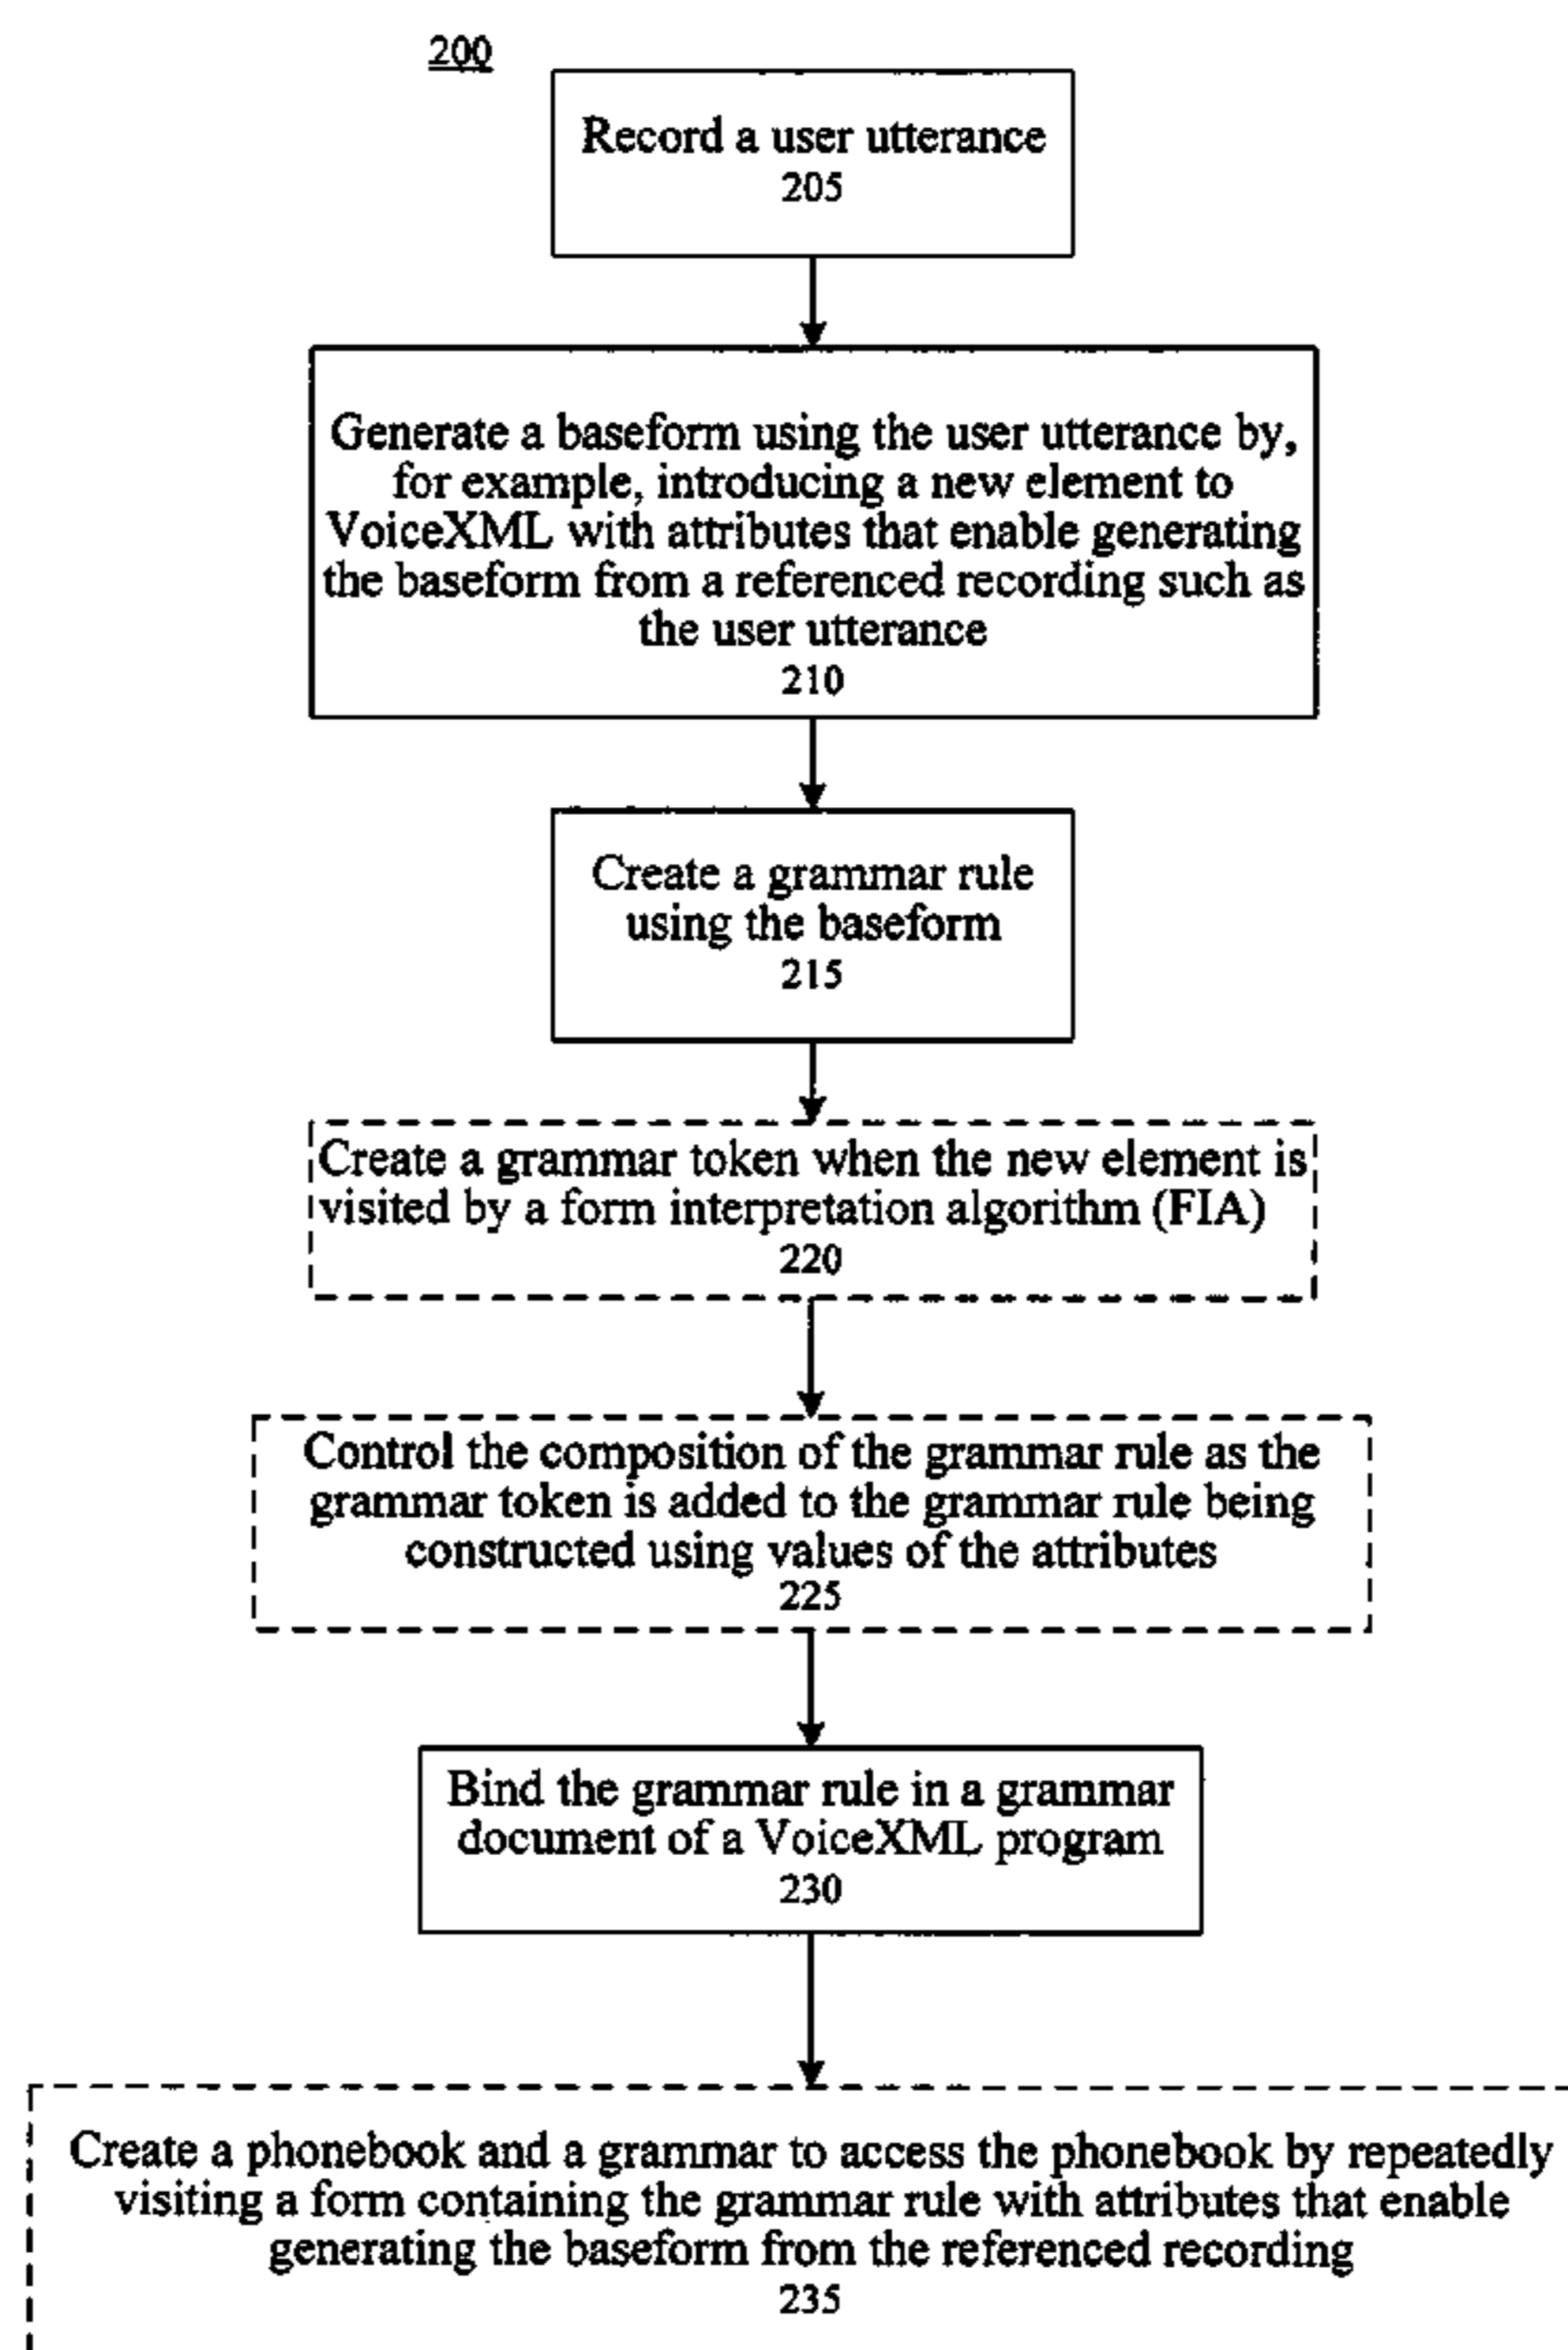 200
Record a user utterance
205
Generate a baseform using the user utterance by,
for example, introducing a new element to
VoiceXML with attributes that enable generating
the baseform from a referenced recording such as
the user utterance
210
Create a grammar rule
using the baseform
215
Create a grammar token when the new element is
visited by a form interpretation algorithm (FIA)
220
Control the composition of the grammar rule as the
grammar token is added to the grammar rule being
constructed using values of the attributes
225
Bind the grammar rule in a grammar
document of a VoiceXML program
230
Create a phonebook and a grammar to access the phonebook by repeatedly
visiting a form containing the grammar rule with attributes that enable
generating the baseform from the referenced recording
235